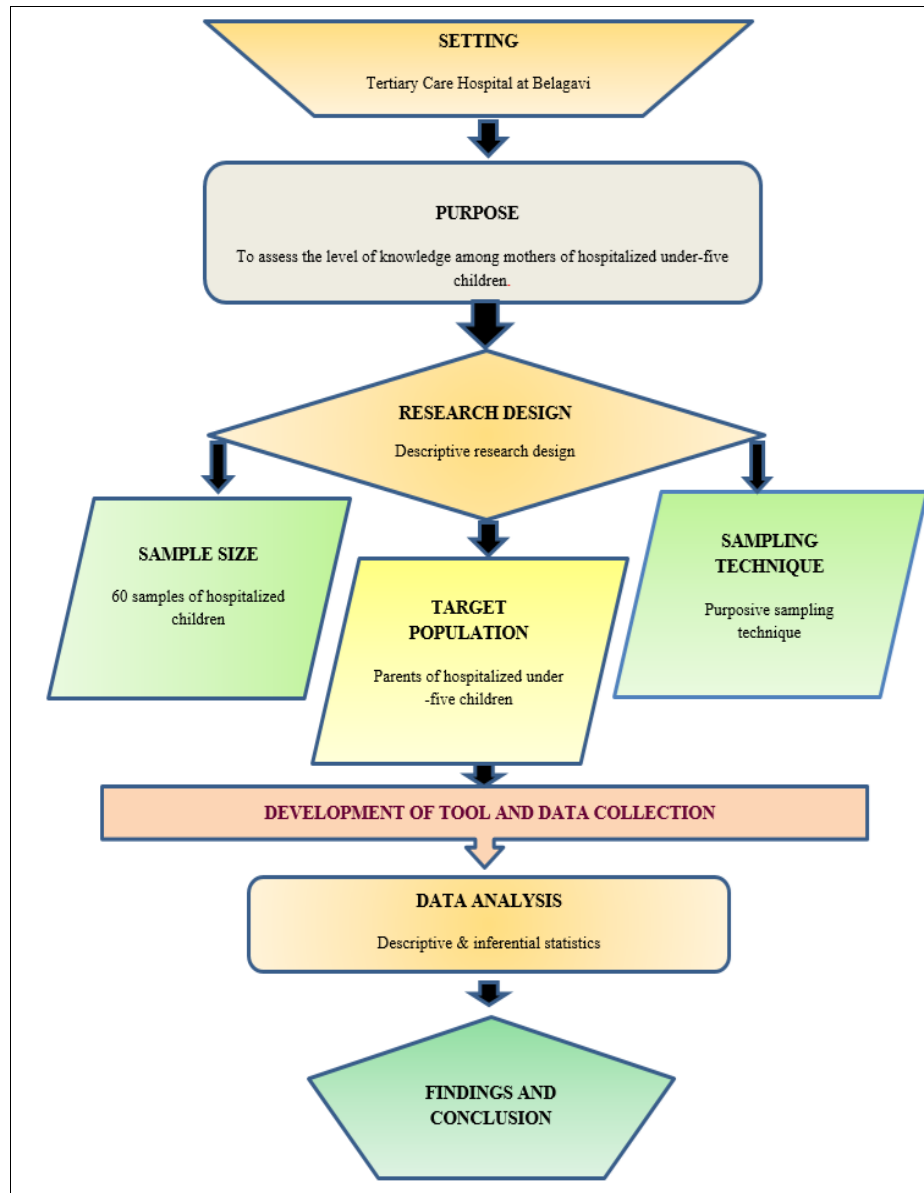 SETTING
Tertiary Care Hospital at Belagavi
PURPOSE
To assess the level of knowledge among mothers of hospitalized under-five
children.
RESEARCH DESIGN
Descriptive research design
SAMPLE SIZE
60 samples of hospitalized
children
TARGET
POPULATION
Parents of hospitalized under
-five children
SAMPLING
TECHNIQUE
Purposive sampling
technique
DEVELOPMENT OF TOOL AND DATA COLLECTION
DATA ANALYSIS
Descriptive & inferential statistics
FINDINGS AND
CONCLUSION